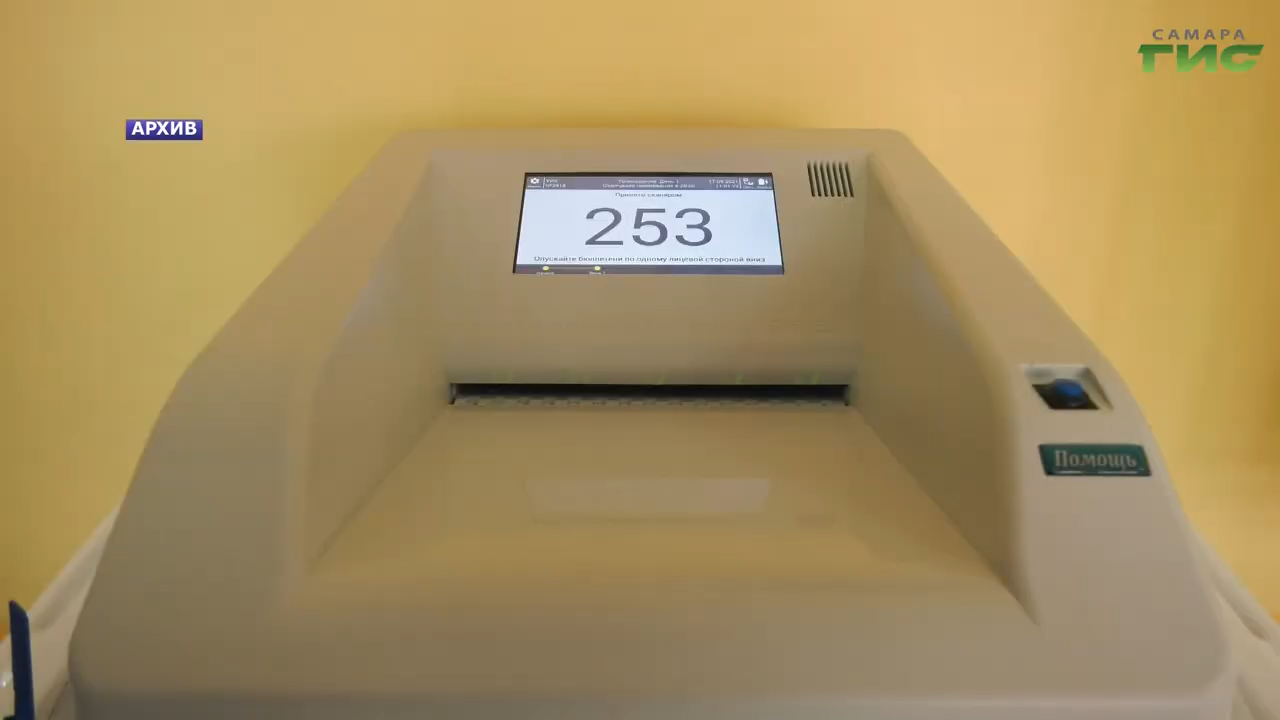 САМАРА
ГИС
АРХИВ
Принято сканером
253
Опускайте бюллетени по одному лицевой стороной вниз
Помощь